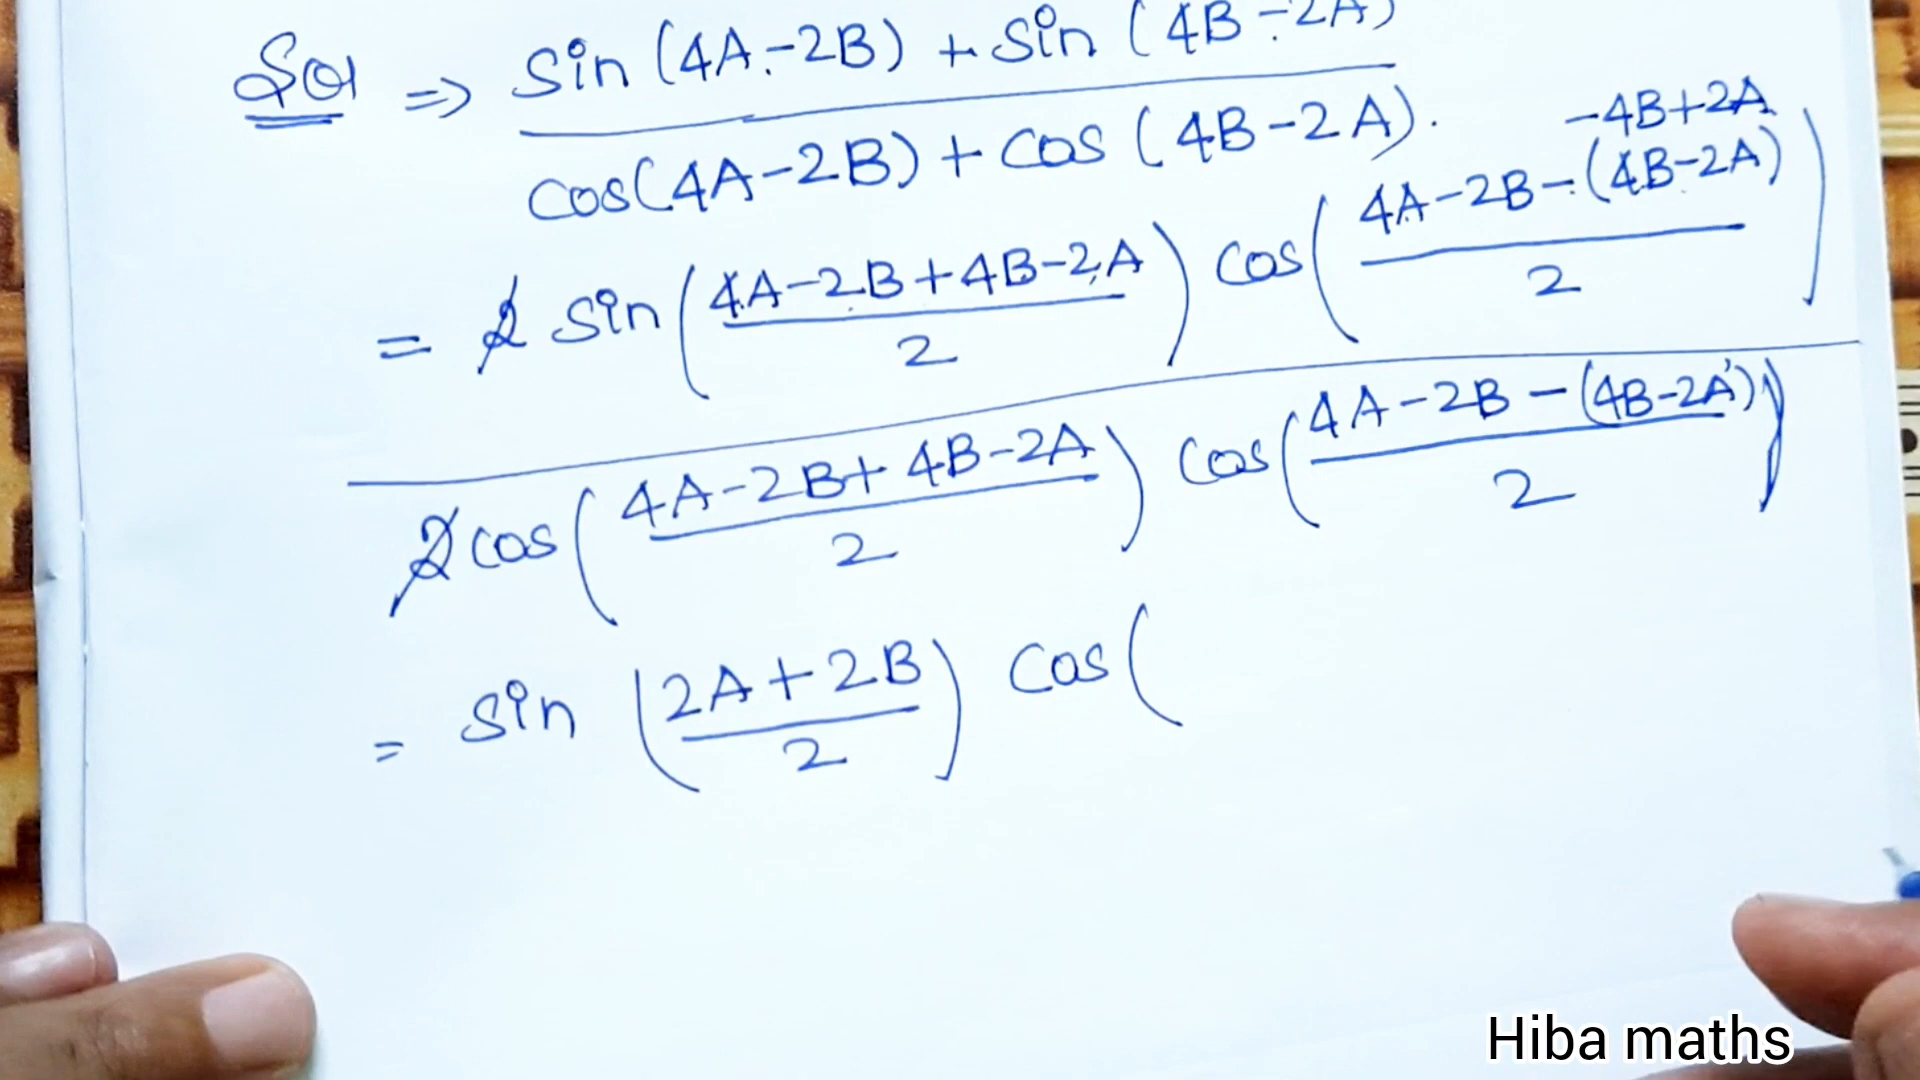 Sol => Sin (4A-2B) + Sin (4B-2A)
cos(4A-2B) + cos (4B-2A).
-4B+2A
= 2 sin (4A-2B+4B-2A) cos (4A-2B-(4B-2A))
2 2
2 cos (4A-2B+4B-2A) cos (4A-2B-(4B-2A))
2 2
= sin (2A+2B) cos (
2
Hiba maths